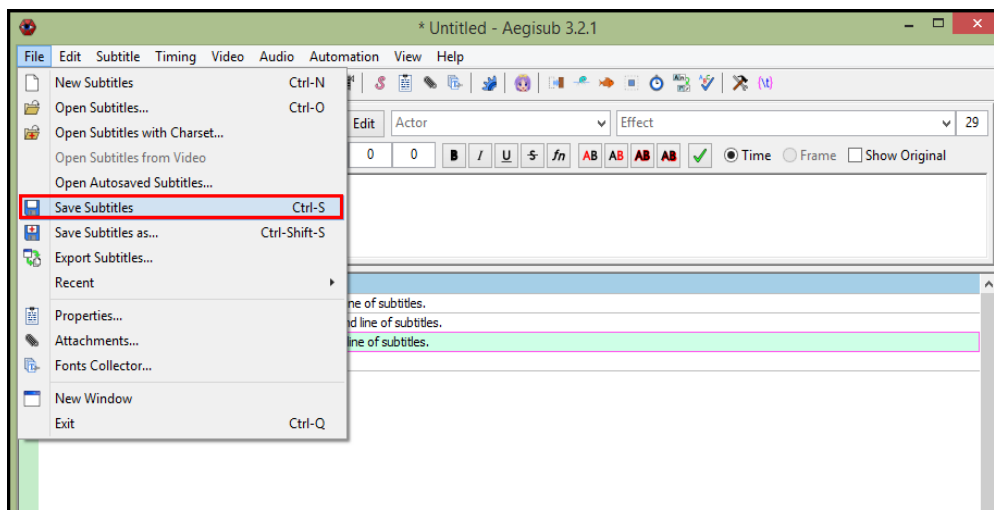 * Untitled - Aegisub 3.2.1
File Edit Subtitle Timing Video Audio Automation View Help
New Subtitles Ctrl-N
Open Subtitles... Ctrl-O
Open Subtitles with Charset...
Edit Actor Effect 29
Open Subtitles from Video
0 0 B I U S fn AB AB AB AB Time Frame Show Original
Open Autosaved Subtitles...
Save Subtitles Ctrl-S
Save Subtitles as... Ctrl-Shift-S
Export Subtitles...
Recent
line of subtitles.
line of subtitles.
line of subtitles.
Properties...
Attachments...
Fonts Collector...
New Window
Exit Ctrl-Q